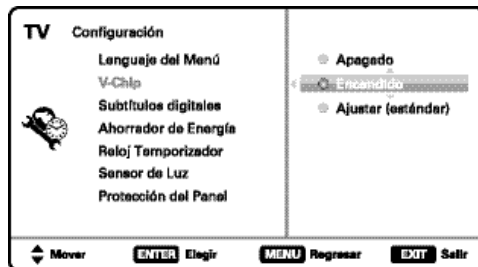 TV Configuración
Lenguaje del Menú
V-Chip
Subtítulos digitales
Ahorrador de Energía
Reloj Temporizador
Sensor de Luz
Protección del Panel
Apagado
Encendido
Ajustar (estándar)
Mover ENTER Elegir MENU Regresar EXIT Salir